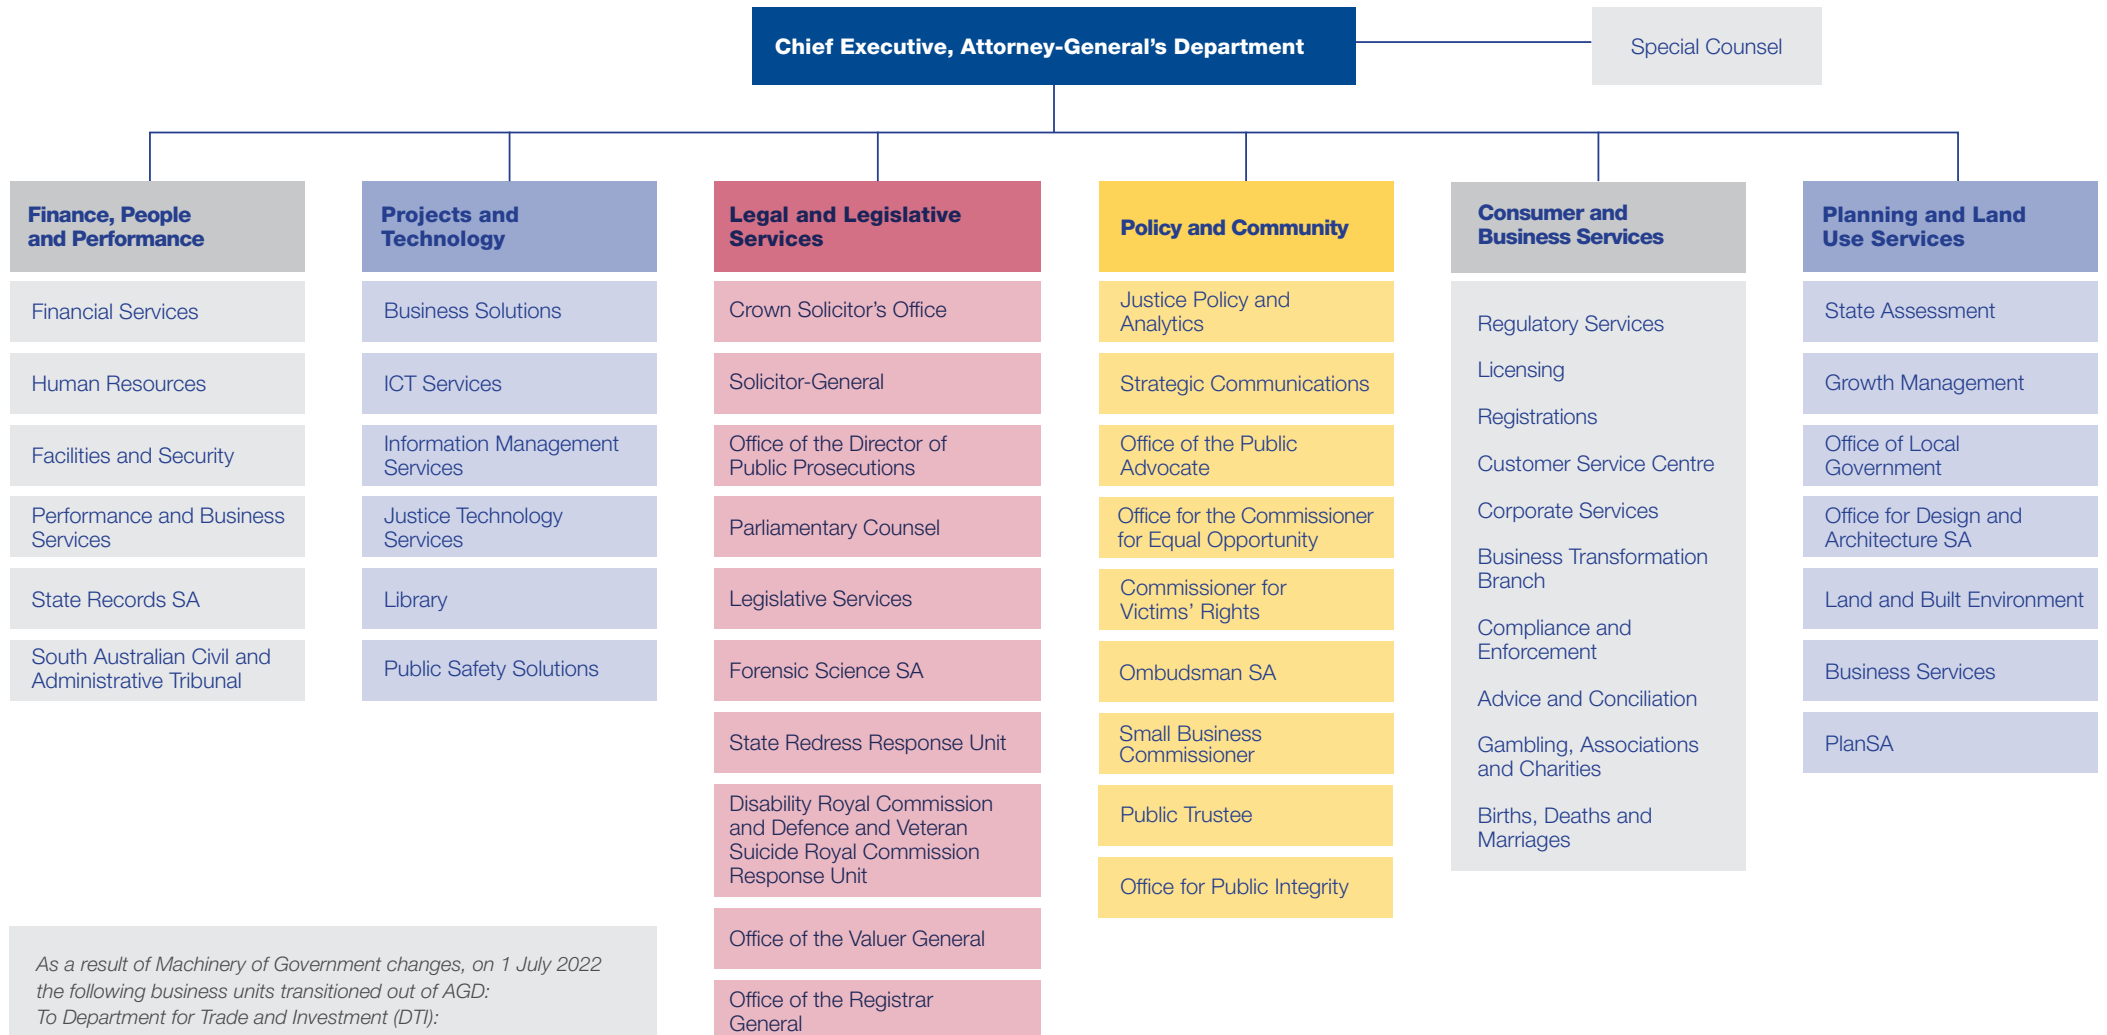 Chief Executive, Attorney-General’s Department
Special Counsel
Finance, People
and Performance
Financial Services
Human Resources
Facilities and Security
Performance and Business
Services
State Records SA
South Australian Civil and
Administrative Tribunal
Projects and
Technology
Business Solutions
ICT Services
Information Management
Services
Justice Technology
Services
Library
Public Safety Solutions
Legal and Legislative
Services
Crown Solicitor’s Office
Solicitor-General
Office of the Director of
Public Prosecutions
Parliamentary Counsel
Legislative Services
Forensic Science SA
State Redress Response Unit
Disability Royal Commission
and Defence and Veteran
Suicide Royal Commission
Response Unit
Office of the Valuer General
Office of the Registrar
General
Policy and Community
Justice Policy and
Analytics
Strategic Communications
Office of the Public
Advocate
Office for the Commissioner
for Equal Opportunity
Commissioner for
Victims’ Rights
Ombudsman SA
Small Business
Commissioner
Public Trustee
Office for Public Integrity
Consumer and
Business Services
Regulatory Services
Licensing
Registrations
Customer Service Centre
Corporate Services
Business Transformation
Branch
Compliance and
Enforcement
Advice and Conciliation
Gambling, Associations
and Charities
Births, Deaths and
Marriages
Planning and Land
Use Services
State Assessment
Growth Management
Office of Local
Government
Office for Design and
Architecture SA
Land and Built Environment
Business Services
PlanSA
As a result of Machinery of Government changes, on 1 July 2022
the following business units transitioned out of AGD:
To Department for Trade and Investment (DTI):